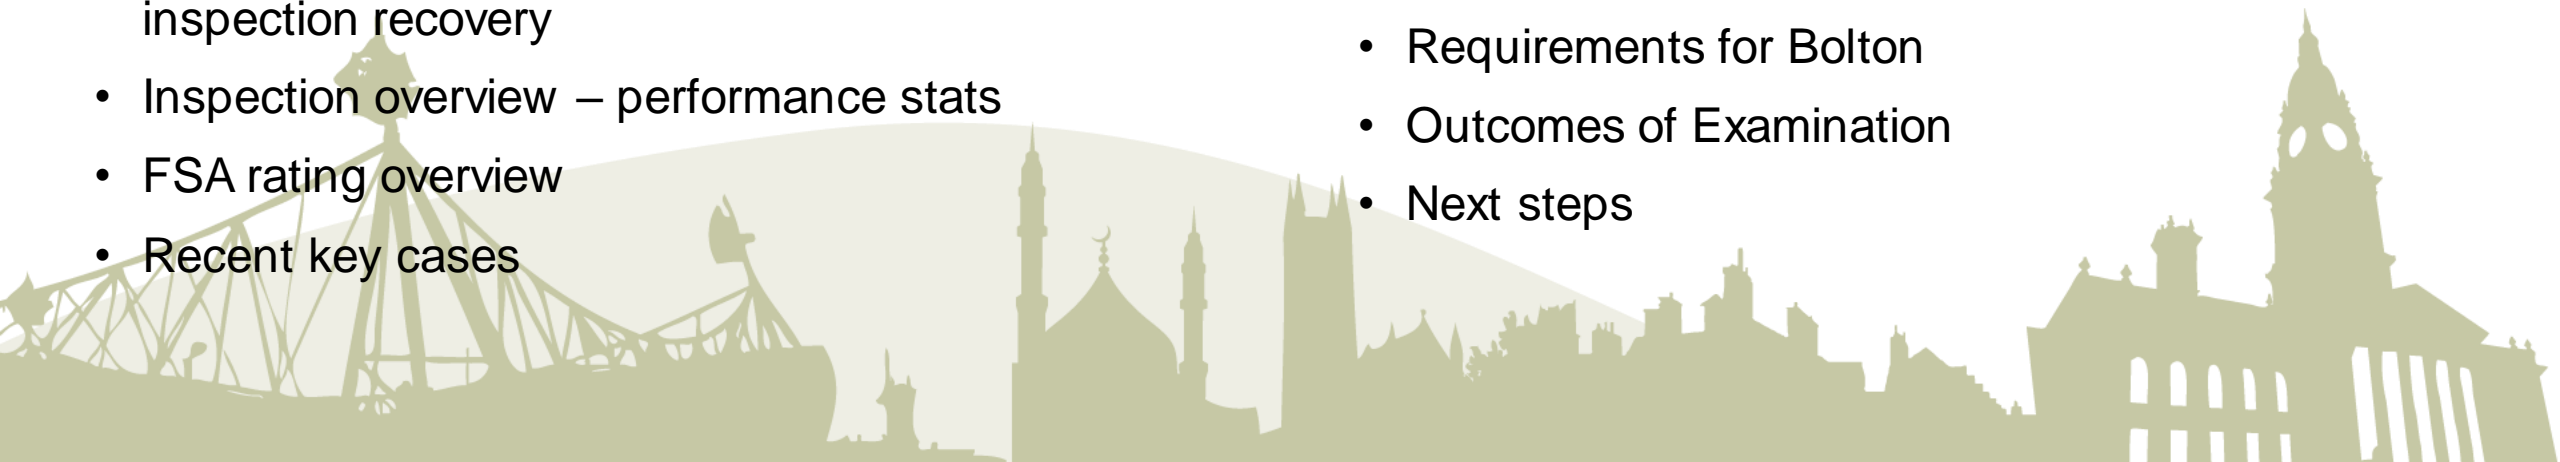 inspection recovery
• Inspection overview – performance stats
• FSA rating overview
• Recent key cases
• Requirements for Bolton
• Outcomes of Examination
• Next steps